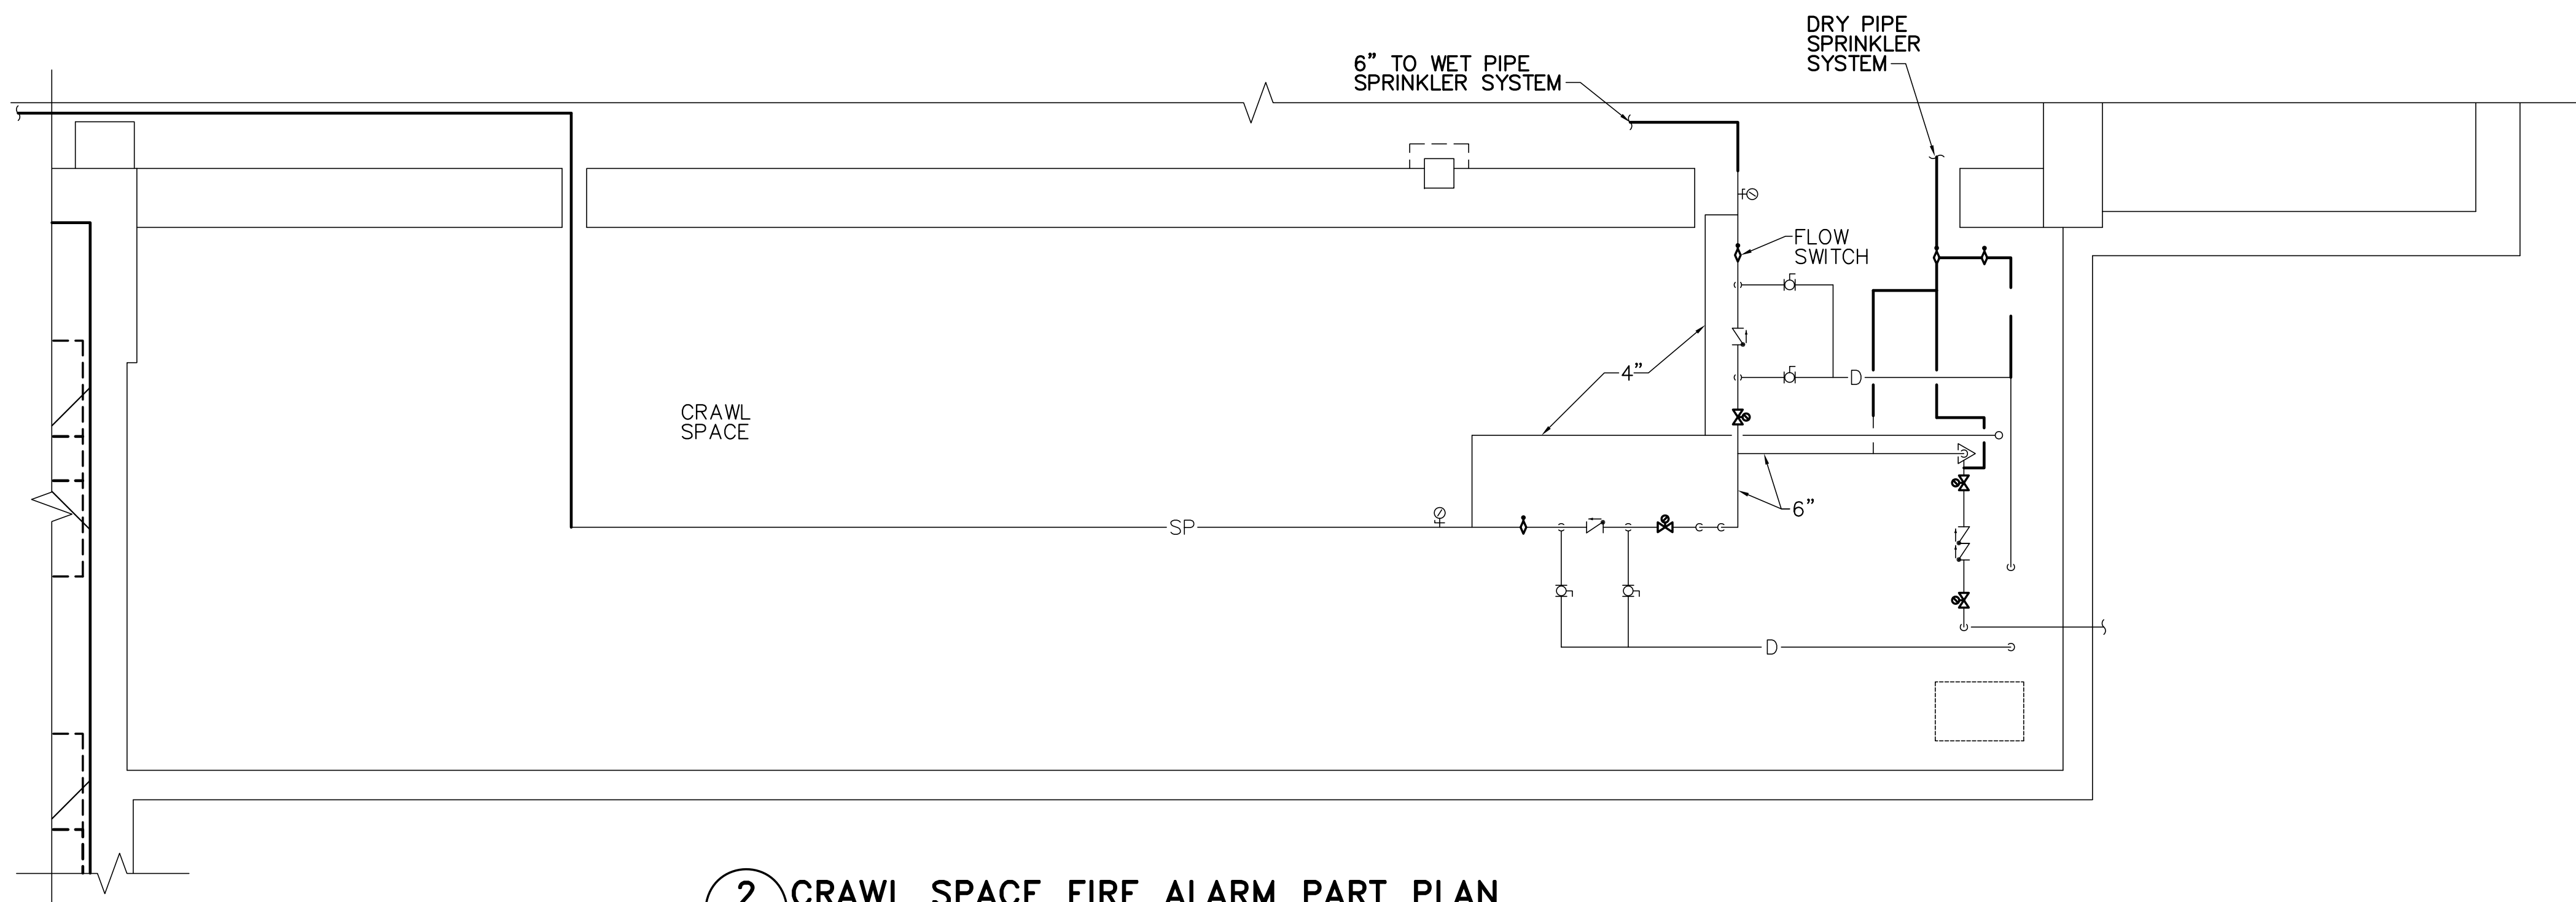 DRY PIPE
SPRINKLER
SYSTEM
6” TO WET PIPE
SPRINKLER SYSTEM
FLOW
SWITCH
4”
D
CRAWL
SPACE
6”
SP
D
2 CRAWL SPACE FIRE ALARM PART PLAN